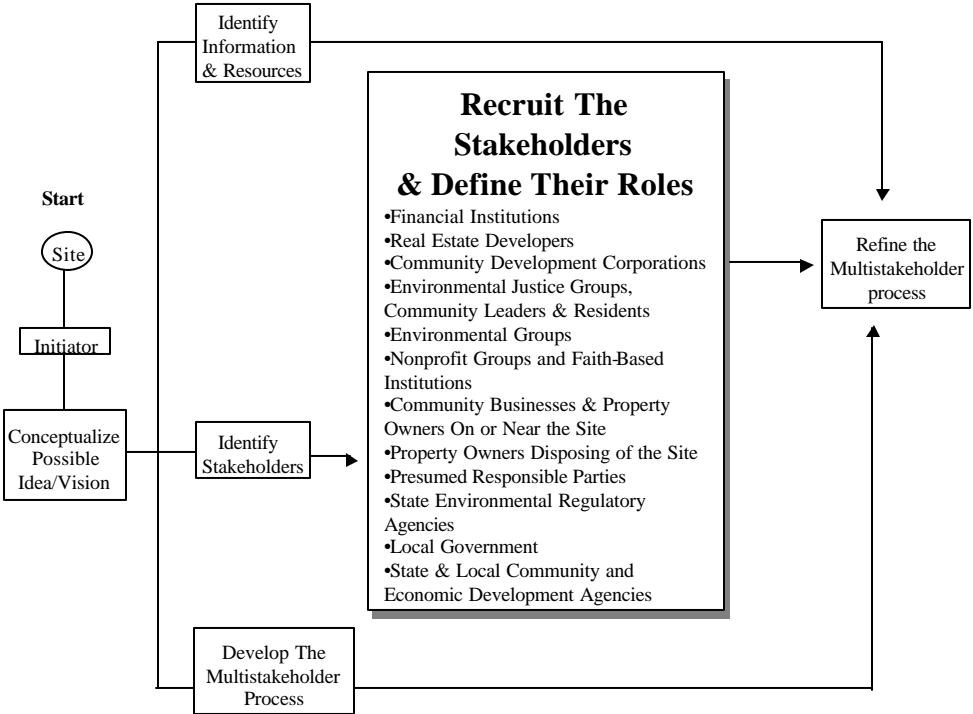 Start
Site
Initiator
Conceptualize
Possible
Idea/Vision
Identify
Information
& Resources
Identify
Stakeholders
Develop The
Multistakeholder
Process
Recruit The
Stakeholders
& Define Their Roles
•Financial Institutions
•Real Estate Developers
•Community Development Corporations
•Environmental Justice Groups,
Community Leaders & Residents
•Environmental Groups
•Nonprofit Groups and Faith-Based
Institutions
•Community Businesses & Property
Owners On or Near the Site
•Property Owners Disposing of the Site
•Presumed Responsible Parties
•State Environmental Regulatory
Agencies
•Local Government
•State & Local Community and
Economic Development Agencies
Refine the
Multistakeholder
process